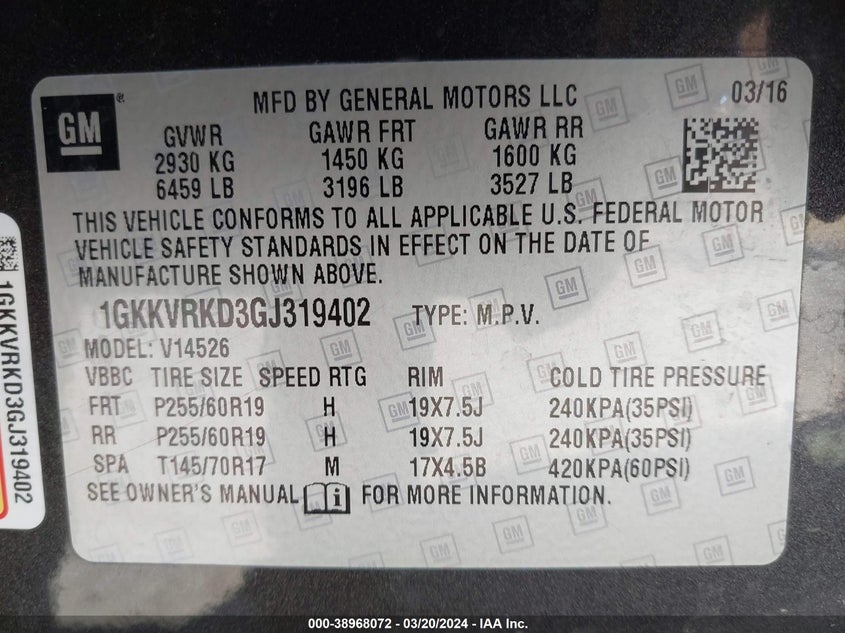 GM
®
MFD BY GENERAL MOTORS LLC 03/16
GVWR GAWR FRT GAWR RR
2930 KG 1450 KG 1600 KG
6459 LB 3196 LB 3527 LB
THIS VEHICLE CONFORMS TO ALL APPLICABLE U.S. FEDERAL MOTOR
VEHICLE SAFETY STANDARDS IN EFFECT ON THE DATE OF
MANUFACTURE SHOWN ABOVE.
1GKKVRKD3GJ319402 TYPE: M.P.V.
MODEL: V14526
VBBC TIRE SIZE SPEED RTG RIM COLD TIRE PRESSURE
FRT P255/60R19 H 19X7.5J 240KPA(35PSI)
RR P255/60R19 H 19X7.5J 240KPA(35PSI)
SPA T145/70R17 M 17X4.5B 420KPA(60PSI)
SEE OWNER'S MANUAL i FOR MORE INFORMATION.
1GKKVRKD3GJ319402
000-38968072 - 03/20/2024 - IAA Inc.